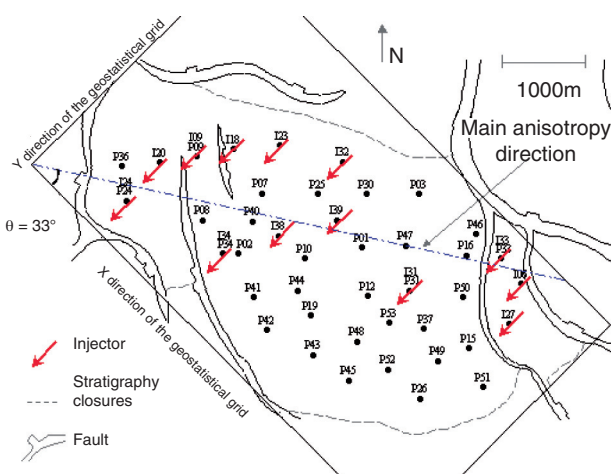 N
1000m
Main anisotropy
direction
Y direction of the geostatistical grid
θ = 33°
X direction of the geostatistical grid
I09
I18
I23
P36
I20
P09
I32
I24
P24
P07
P25
P30
P03
P08
P40
I39
I34
I38
P47
P46
P34
P02
P01
P16
I33
P33
P10
I31
P31
I06
P41
P44
P12
P50
P19
P53
P37
I27
P42
P48
P15
P43
P49
P52
P45
P51
P26
Injector
Stratigraphy
closures
Fault